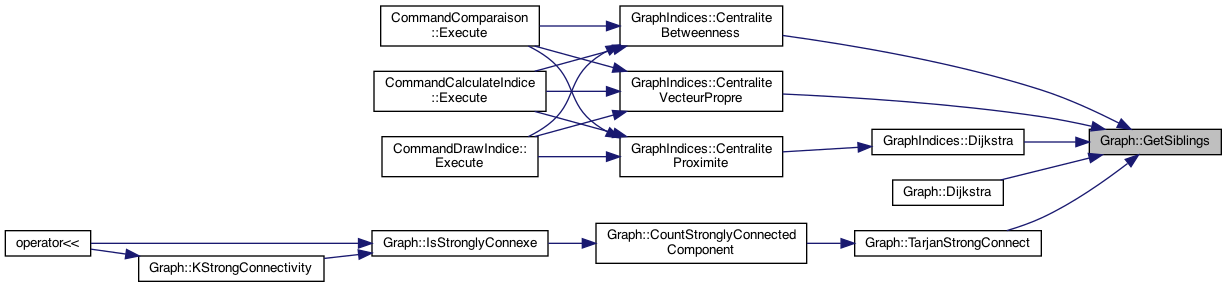 CommandComparaison
::Execute
GraphIndices::Centralite
Betweenness
CommandCalculateIndice
::Execute
GraphIndices::Centralite
VecteurPropre
CommandDrawIndice::
Execute
GraphIndices::Centralite
Proximite
GraphIndices::Dijkstra
Graph::GetSiblings
Graph::Dijkstra
operator<<
Graph::KStrongConnectivity
Graph::IsStronglyConnexe
Graph::CountStronglyConnected
Component
Graph::TarjanStrongConnect